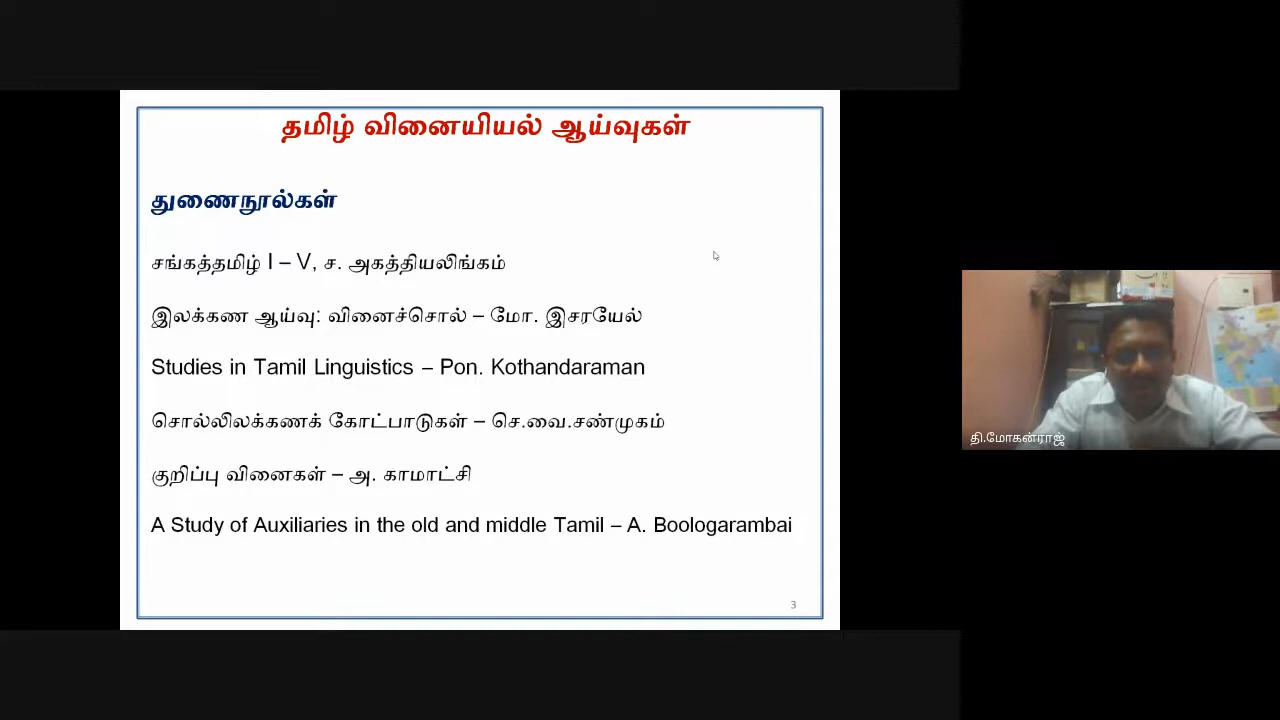 தமிழ் வினையியல் ஆய்வுகள்
துணைநூல்கள்
சங்கத்தமிழ் I – V, ச. அகத்தியலிங்கம்
இலக்கண ஆய்வு: வினைச்சொல் – மோ. இசரயேல்
Studies in Tamil Linguistics – Pon. Kothandaraman
சொல்லிலக்கணக் கோட்பாடுகள் – செ.வை.சண்முகம்
குறிப்பு வினைகள் – அ. காமாட்சி
A Study of Auxiliaries in the old and middle Tamil – A. Boologarambai
3
தி.மோகன்ராஜ்